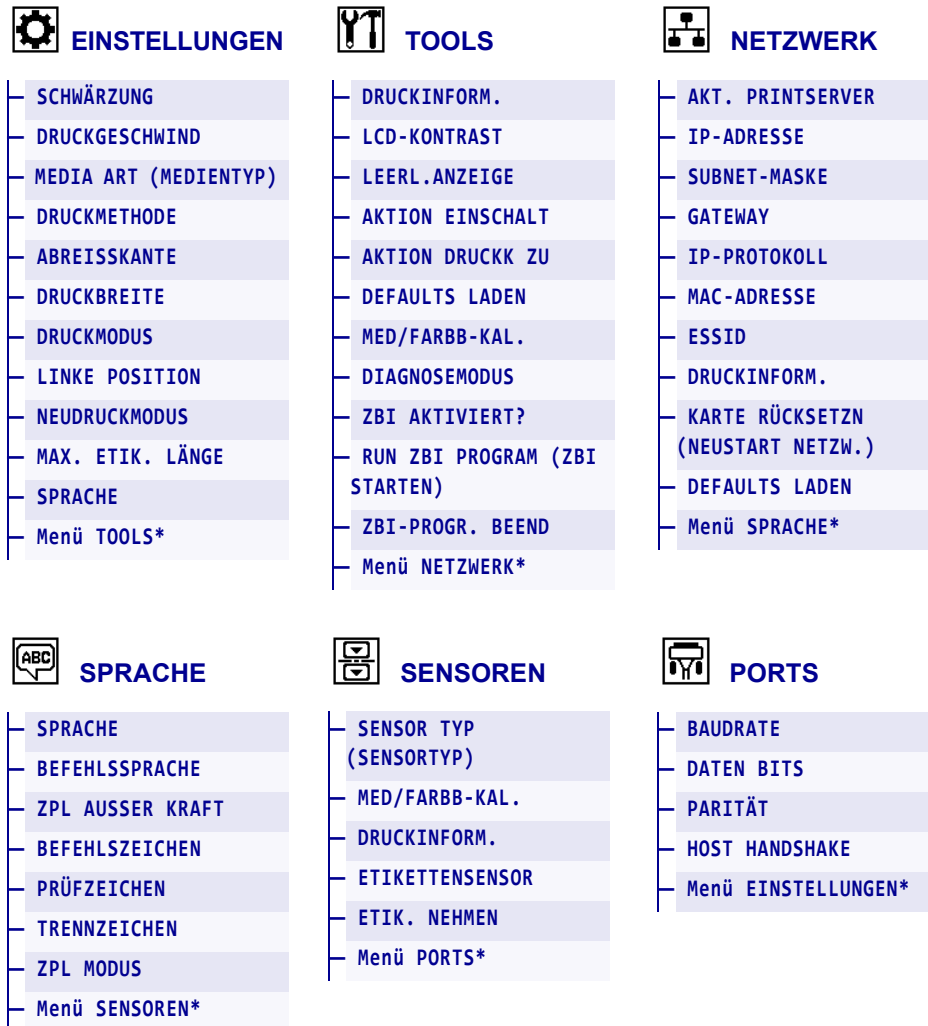 EINSTELLUNGEN
SCHWÄRZUNG
DRUCKGESCHWIND
MEDIA ART (MEDIENTYP)
DRUCKMETHODE
ABREISSKANTE
DRUCKBREITE
DRUCKMODUS
LINKE POSITION
NEUDRUCKMODUS
MAX. ETIK. LÄNGE
SPRACHE
Menü TOOLS*
TOOLS
DRUCKINFORM.
LCD-KONTRAST
LEERL.ANZEIGE
AKTION EINSCHALT
AKTION DRUCKK ZU
DEFAULTS LADEN
MED/FARBB-KAL.
DIAGNOSEMODUS
ZBI AKTIVIERT?
RUN ZBI PROGRAM (ZBI
STARTEN)
ZBI-PROGR. BEEND
Menü NETZWERK*
NETZWERK
AKT. PRINTSERVER
IP-ADRESSE
SUBNET-MASKE
GATEWAY
IP-PROTOKOLL
MAC-ADRESSE
ESSID
DRUCKINFORM.
KARTE RÜCKSETZN
(NEUSTART NETZW.)
DEFAULTS LADEN
Menü SPRACHE*
ABC
SPRACHE
SPRACHE
BEFEHLSSPRACHE
ZPL AUSSER KRAFT
BEFEHLSZEICHEN
PRÜFZEICHEN
TRENNZEICHEN
ZPL MODUS
Menü SENSOREN*
SENSOREN
SENSOR TYP
(SENSORTYP)
MED/FARBB-KAL.
DRUCKINFORM.
ETIKETTENSENSOR
ETIK. NEHMEN
Menü PORTS*
PORTS
BAUDRATE
DATEN BITS
PARITÄT
HOST HANDSHAKE
Menü EINSTELLUNGEN*